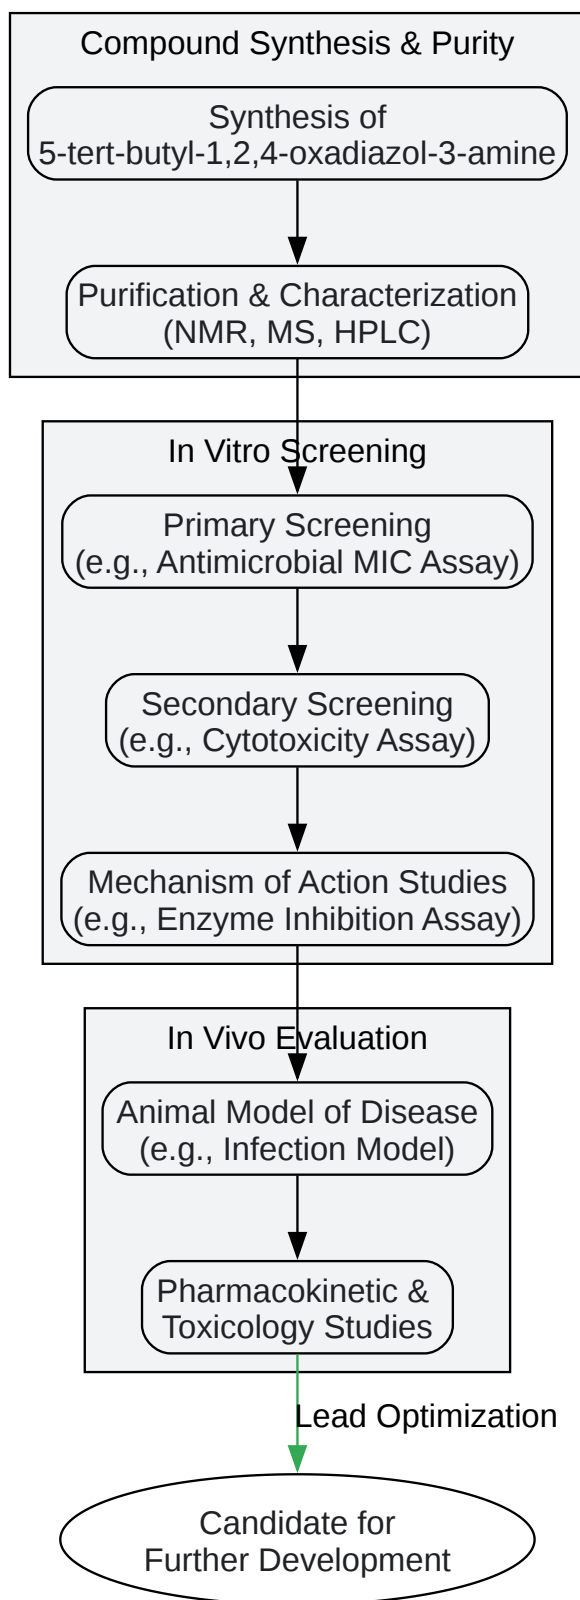 Compound Synthesis & Purity
Synthesis of
5-tert-butyl-1,2,4-oxadiazol-3-amine
Purification & Characterization
(NMR, MS, HPLC)
In Vitro Screening
Primary Screening
(e.g., Antimicrobial MIC Assay)
Secondary Screening
(e.g., Cytotoxicity Assay)
Mechanism of Action Studies
(e.g., Enzyme Inhibition Assay)
In Vivo Evaluation
Animal Model of Disease
(e.g., Infection Model)
Pharmacokinetic &
Toxicology Studies
Lead Optimization
Candidate for
Further Development